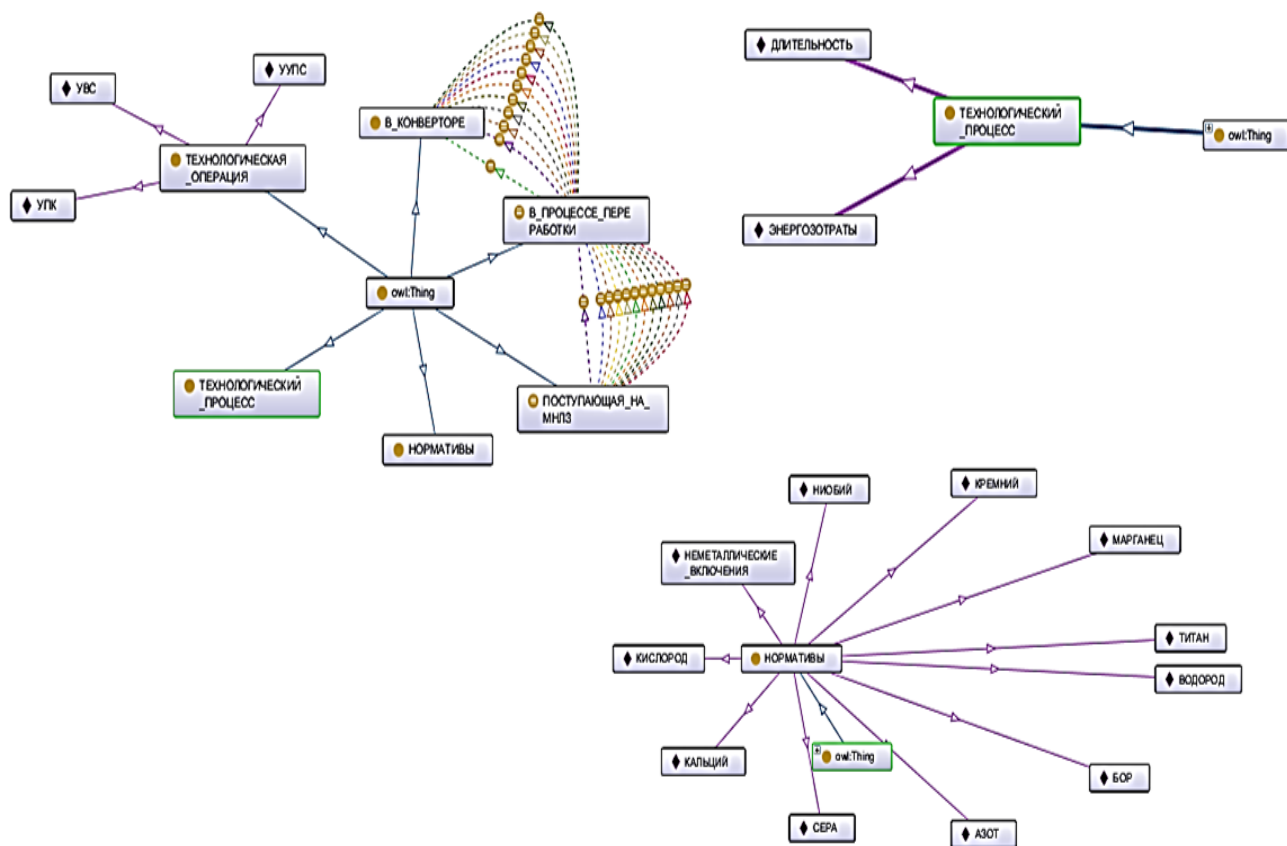 УВС
УУПС
ТЕХНОЛОГИЧЕСКАЯ
_ОПЕРАЦИЯ
УПК
В_КОНВЕРТОРЕ
В_ПРОЦЕССЕ_ПЕРЕ
РАБОТКИ
owl:Thing
ТЕХНОЛОГИЧЕСКИЙ
_ПРОЦЕСС
НОРМАТИВЫ
ПОСТУПАЮЩАЯ_НА_
МНЛЗ
ДЛИТЕЛЬНОСТЬ
ТЕХНОЛОГИЧЕСКИЙ
_ПРОЦЕСС
owl:Thing
ЭНЕРГОЗОТРАТЫ
НИОБИЙ
КРЕМНИЙ
НЕМЕТАЛЛИЧЕСКИЕ
_ВКЛЮЧЕНИЯ
МАРГАНЕЦ
КИСЛОРОД
НОРМАТИВЫ
ТИТАН
ВОДОРОД
КАЛЬЦИЙ
owl:Thing
БОР
СЕРА
АЗОТ